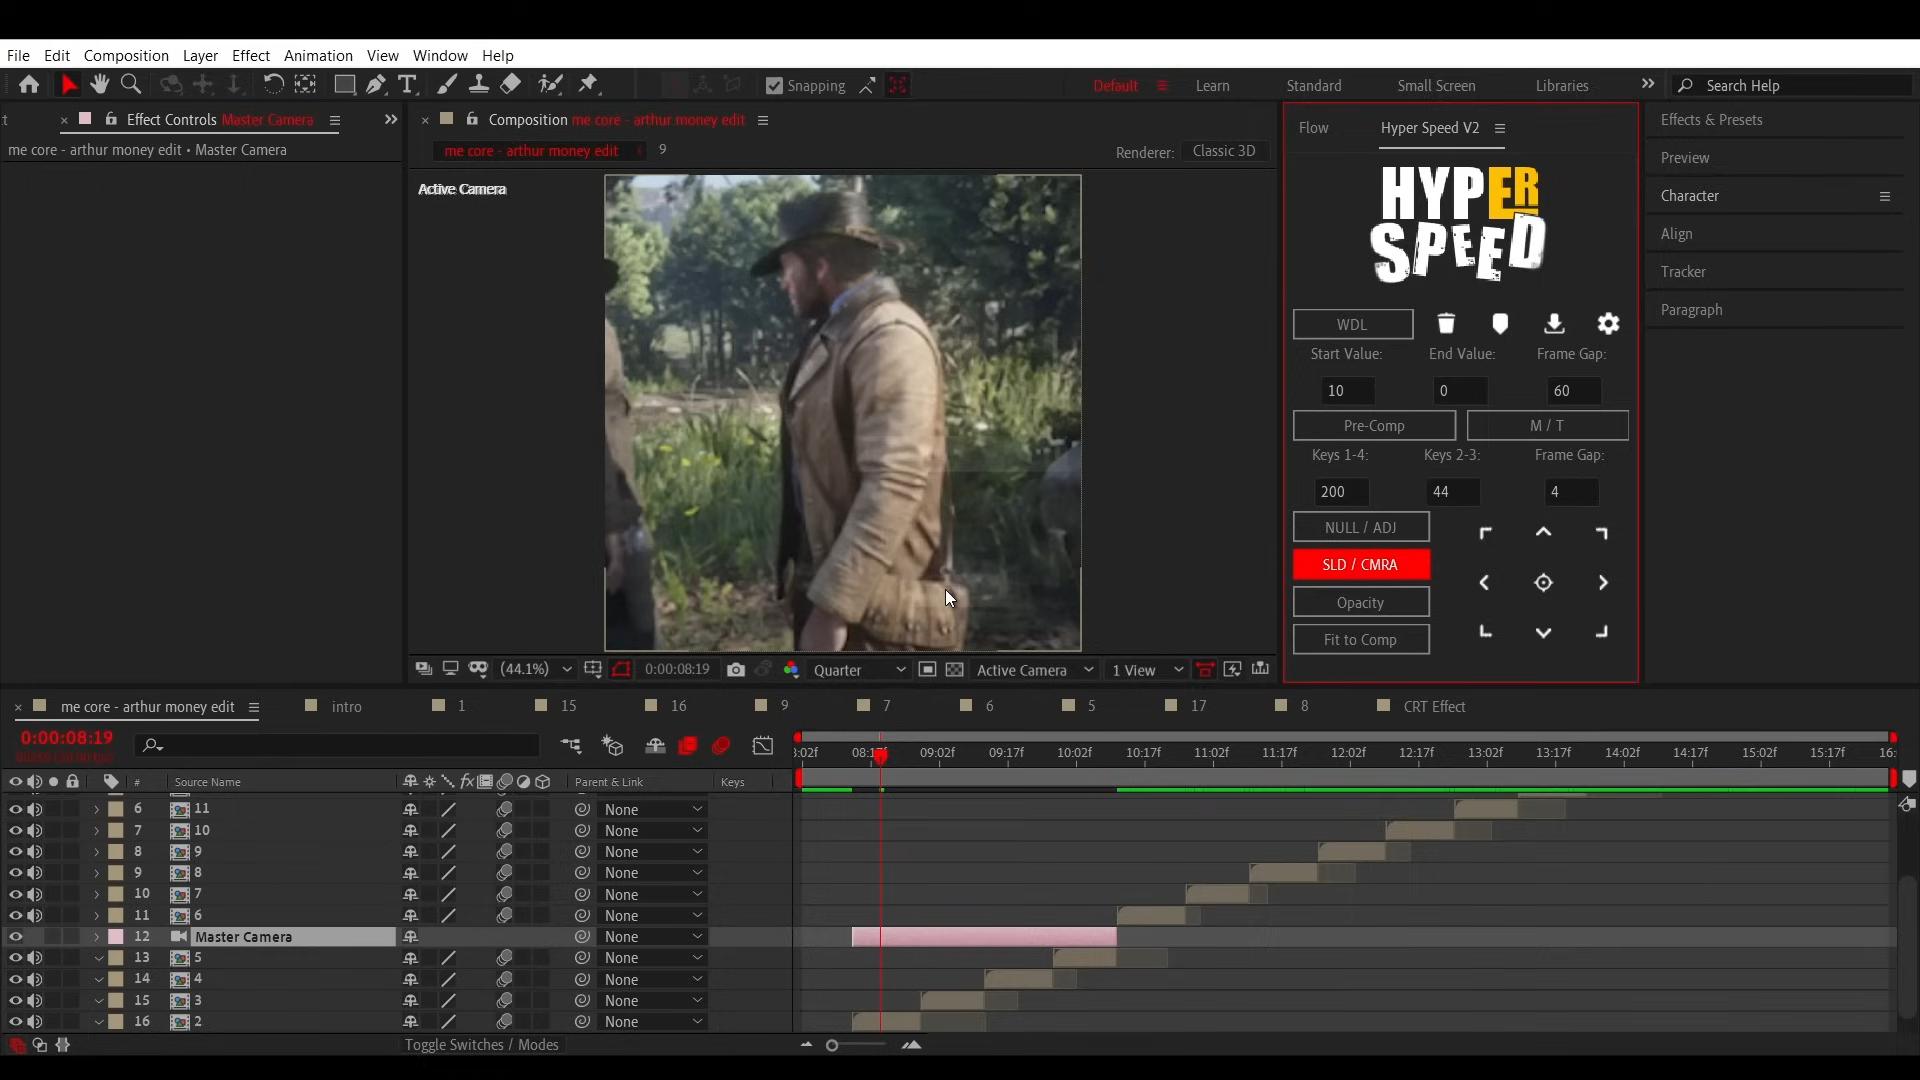 File Edit Composition Layer Effect Animation View Window Help
Snapping Default Learn Standard Small Screen Libraries Search Help
Effect Controls Master Camera
me core - arthur money edit • Master Camera
Composition me core - arthur money edit
me core - arthur money edit 9
Renderer: Classic 3D
Active Camera
(44.1%) 0:00:08:19 Quarter Active Camera 1 View
Flow Hyper Speed V2
HYPER
SPEED
WDL
Start Value: End Value: Frame Gap:
10 0 60
Pre-Comp M / T
Keys 1-4: Keys 2-3: Frame Gap:
200 44 4
NULL / ADJ
SLD / CMRA
Opacity
Fit to Comp
Effects & Presets
Preview
Character
Align
Tracker
Paragraph
me core - arthur money edit intro 1 15 16 9 7 6 5 17 8 CRT Effect
0:00:08:19
09:02f 09:17f 10:02f 10:17f 11:02f 11:17f 12:02f 12:17f 13:02f 13:17f 14:02f 14:17f 15:02f 15:17f
# Source Name fx Parent & Link Keys
6 11 None
7 10 None
8 9 None
9 8 None
10 7 None
11 6 None
12 Master Camera None
13 5 None
14 4 None
15 3 None
16 2 None
Toggle Switches / Modes